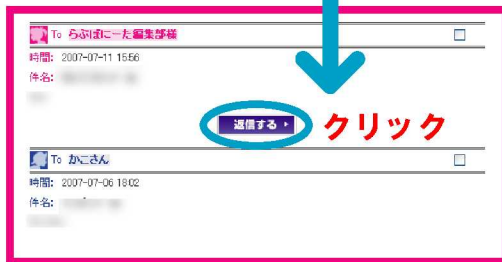 To らぶばにーた編集部様
時間: 2007-07-11 15:56
件名:
返信する
クリック
To かこさん
時間: 2007-07-06 18:02
件名: